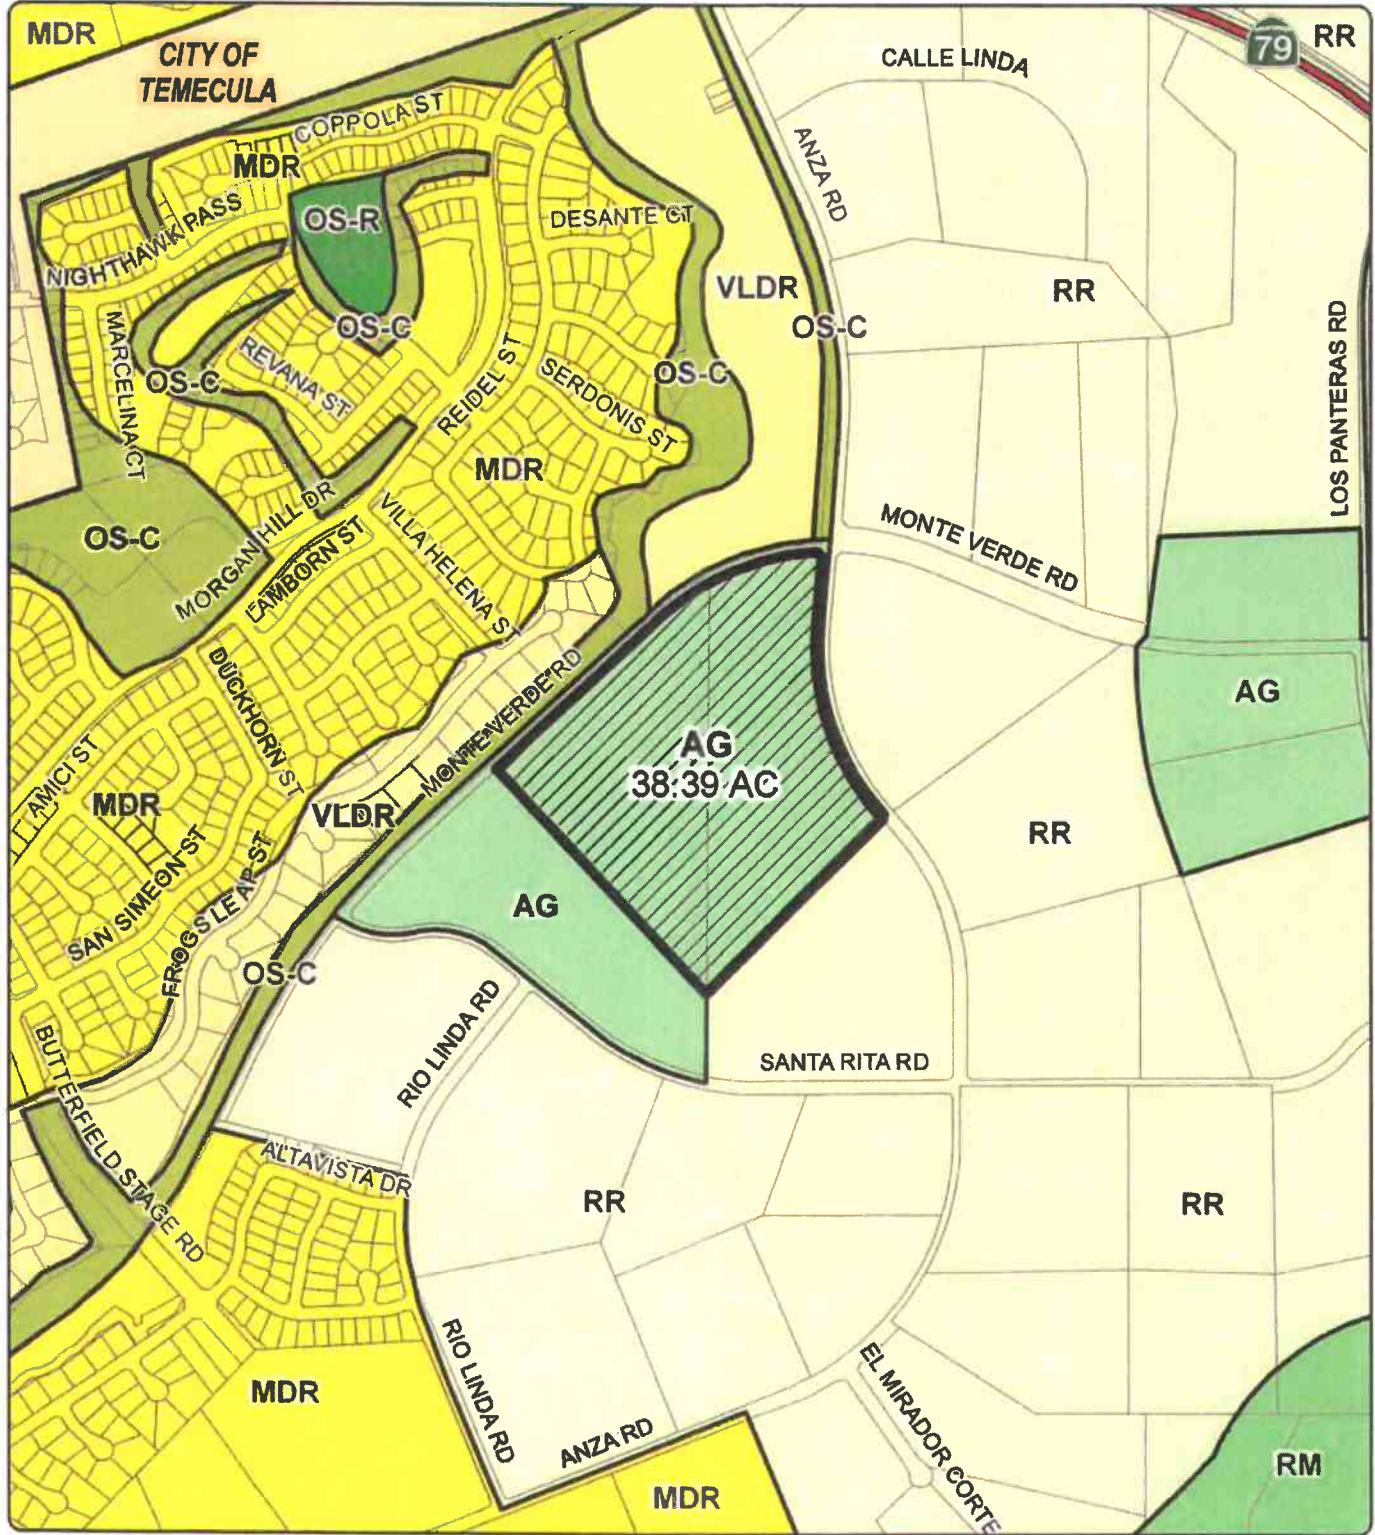 MDR
CITY OF
TEMECULA
79
RR
CALLE LINDA
COPPOLA ST
ANZA RD
MDR
NIGHTHAWK PASS
OS-R
DESANTE CT
VLDR
RR
OS-C
OS-C
LOS PANTERAS RD
MARCELINA CT
OS-C
REVANA ST
REIDEL ST
SERDONIS ST
OS-C
MDR
OS-C
MORGAN HILL DR
LAMBORN ST
VILLA HELENA ST
MONTE VERDE RD
DUCKHORN ST
MONTE VERDE RD
AG
AG
38.39 AC
AMICI ST
MDR
VLDR
RR
SAN SIMEON ST
FROGS LEAP ST
AG
OS-C
RIO LINDA RD
BUTTERFIELD STAGE RD
SANTA RITA RD
ALTAVISTA DR
RR
RR
RIO LINDA RD
MDR
EL MIRADOR CORTE
ANZA RD
RM
MDR